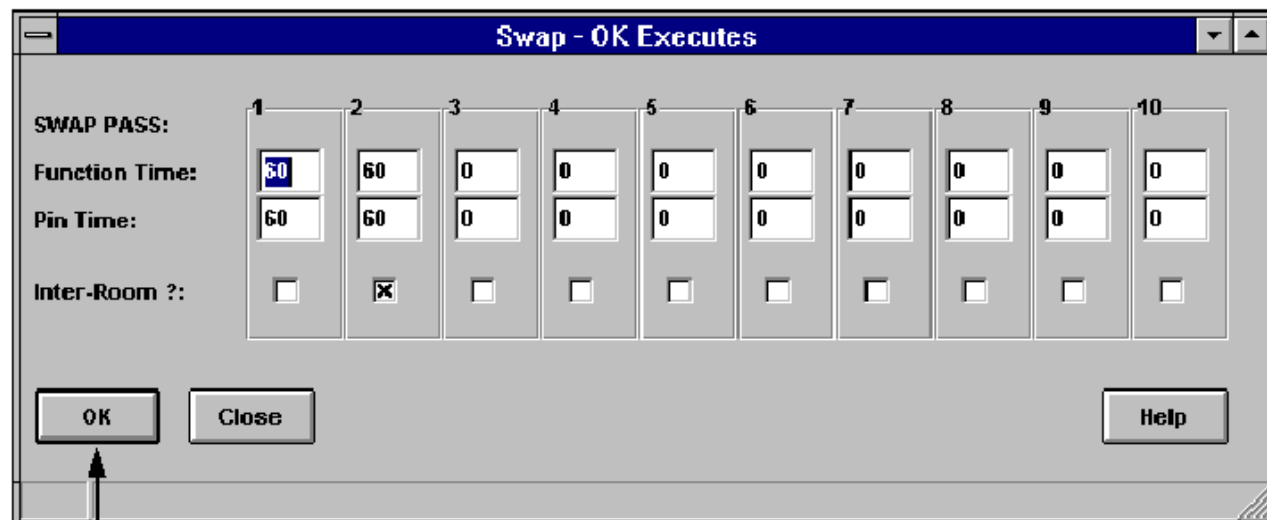 Swap - OK Executes
1 2 3 4 5 6 7 8 9 10
SWAP PASS:
Function Time: 60 60 0 0 0 0 0 0 0 0
Pin Time: 60 60 0 0 0 0 0 0 0 0
Inter-Room ?:
OK Close Help